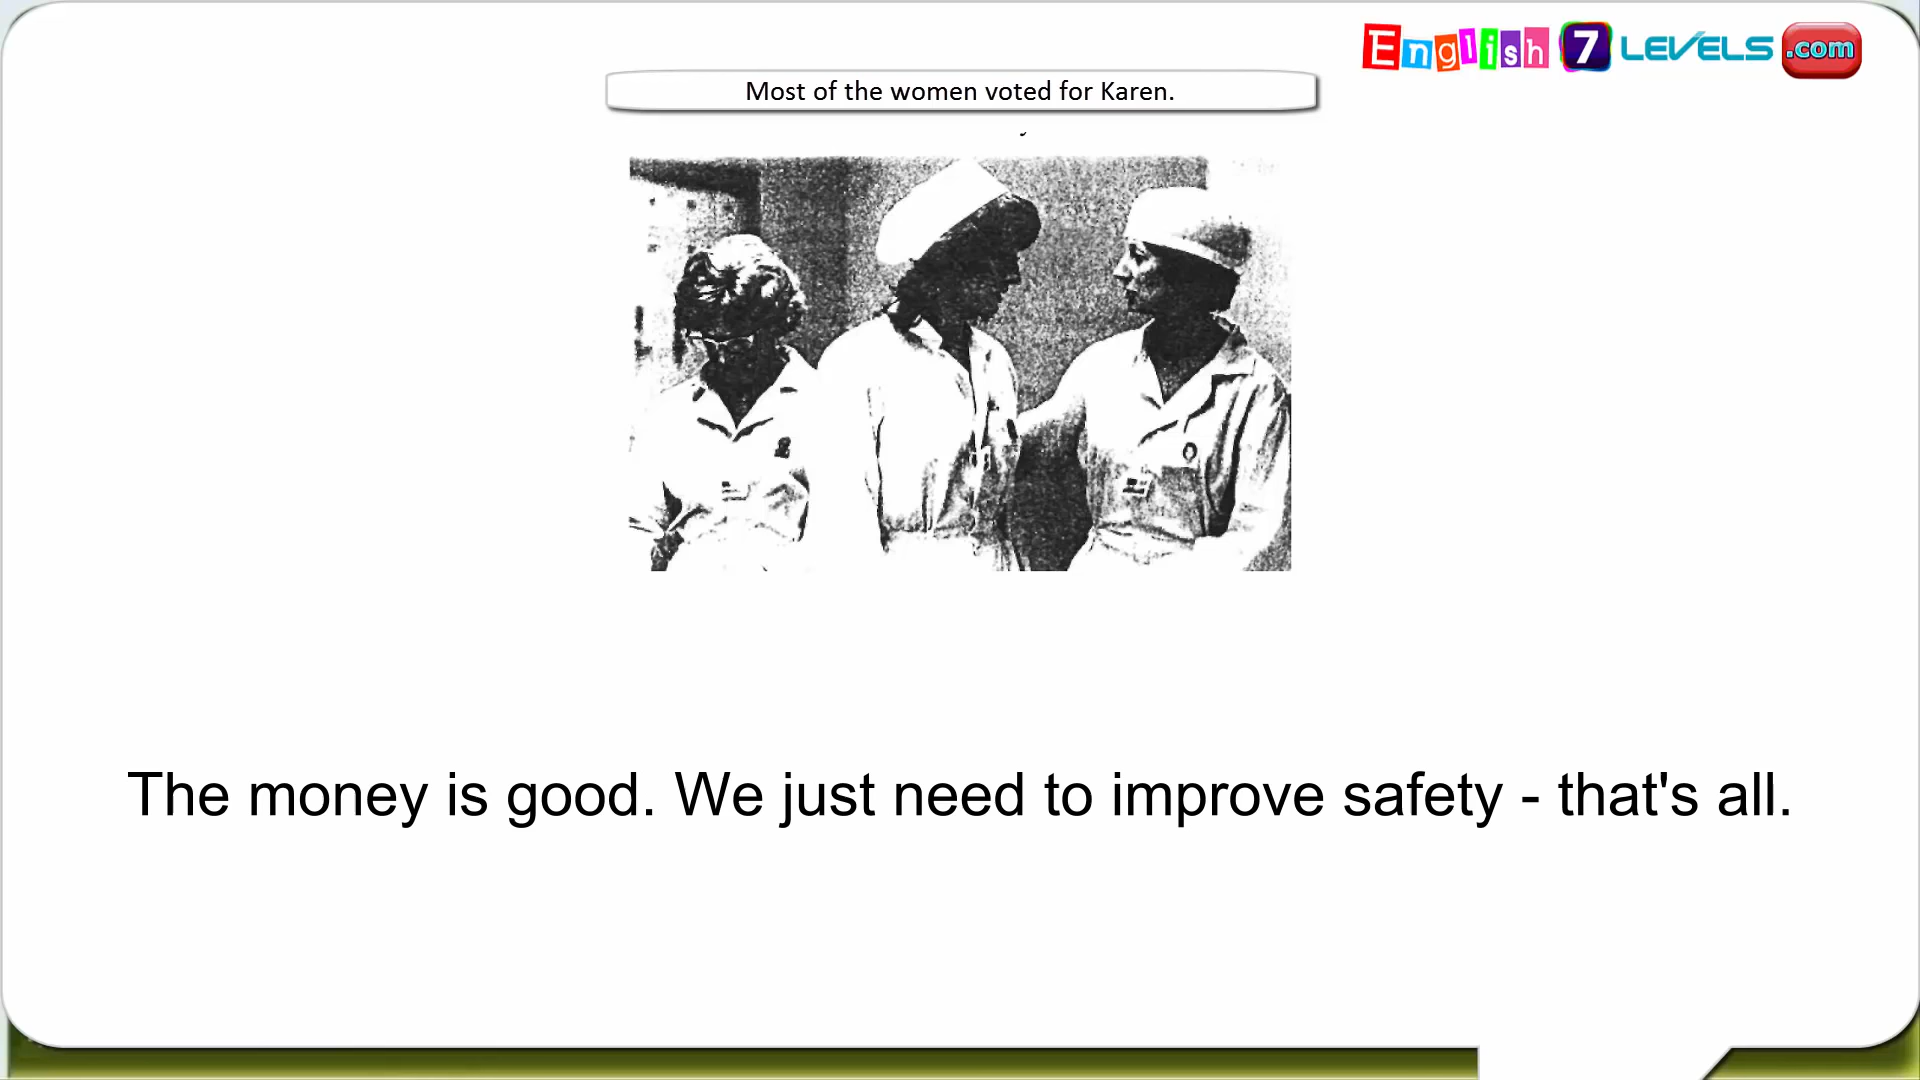 English 7 LEVELS .com
Most of the women voted for Karen.
The money is good. We just need to improve safety - that's all.